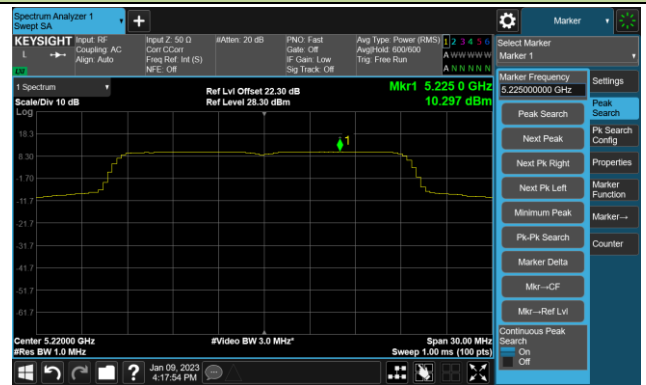 Spectrum Analyzer 1
Swept SA
Marker
KEYSIGHT
L
LW
Input: RF
Coupling: AC
Align: Auto
Input Z: 50 Ω
Corr CCorr
Freq Ref: Int (S)
NFE: Off
#Atten: 20 dB
PNO: Fast
Gate: Off
IF Gain: Low
Sig Track: Off
Avg Type: Power (RMS)
Avg|Hold: 600/600
Trig: Free Run
1 2 3 4 5 6
A W W W W W
A N N N N N
Select Marker
Marker 1
1 Spectrum
Scale/Div 10 dB
Log
Ref Lvl Offset 22.30 dB
Ref Level 28.30 dBm
Mkr1 5.225 0 GHz
10.297 dBm
18.3
8.30
-1.70
-11.7
-21.7
-31.7
-41.7
-51.7
-61.7
1
Center 5.22000 GHz
#Res BW 1.0 MHz
#Video BW 3.0 MHz*
Span 30.00 MHz
Sweep 1.00 ms (100 pts)
Marker Frequency
5.225000000 GHz
Peak Search
Next Peak
Next Pk Right
Next Pk Left
Minimum Peak
Pk-Pk Search
Marker Delta
Mkr→CF
Mkr→Ref Lvl
Continuous Peak
Search
On
Off
Settings
Peak
Search
Pk Search
Config
Properties
Marker
Function
Marker→
Counter
?
Jan 09, 2023
4:17:54 PM